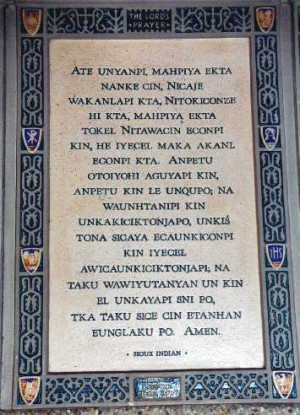 THE LORD'S
PRAYER
ATE UNYANPI, MAHPIYA EKTA
NANKE CIN, NICAJE
WAKANLAPI KTA, NITOKICONZE
HI KTA, MAHPIYA EKTA
TOKEL NITAWACIN ECONPI
KIN, HE IYECEL MAKA AKANL
ECONPI KTA. ANPETU
OTOIYOHI AGUYAPI KIN,
ANPETU KIN LE UNQUPO; NA
WAUNHTANIPI KIN
UNKAKICIKTONJAPO, UNKIŚ
TONA SICAYA ECAUNKICONPI
KIN IYECEL
AWICAUNKICIKTONJAPI; NA
TAKU WAWIYUTANYAN UN KIN
EL UNKAYAPI SNI PO,
TKA TAKU SICE CIN ETANHAN
EUNGLAKU PO. AMEN.
• SIOUX INDIAN •
IHS